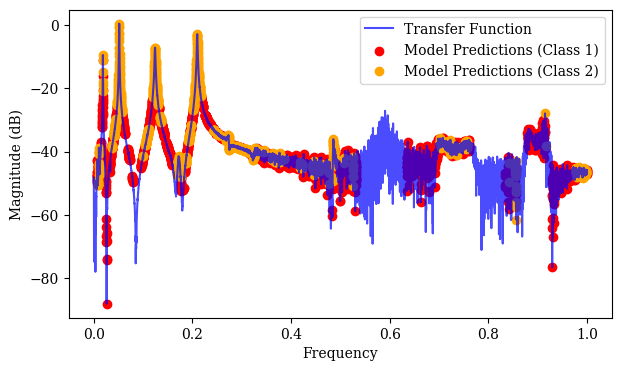 Transfer Function
Model Predictions (Class 1)
Model Predictions (Class 2)
Magnitude (dB)
0
−20
−40
−60
−80
0.0 0.2 0.4 0.6 0.8 1.0
Frequency